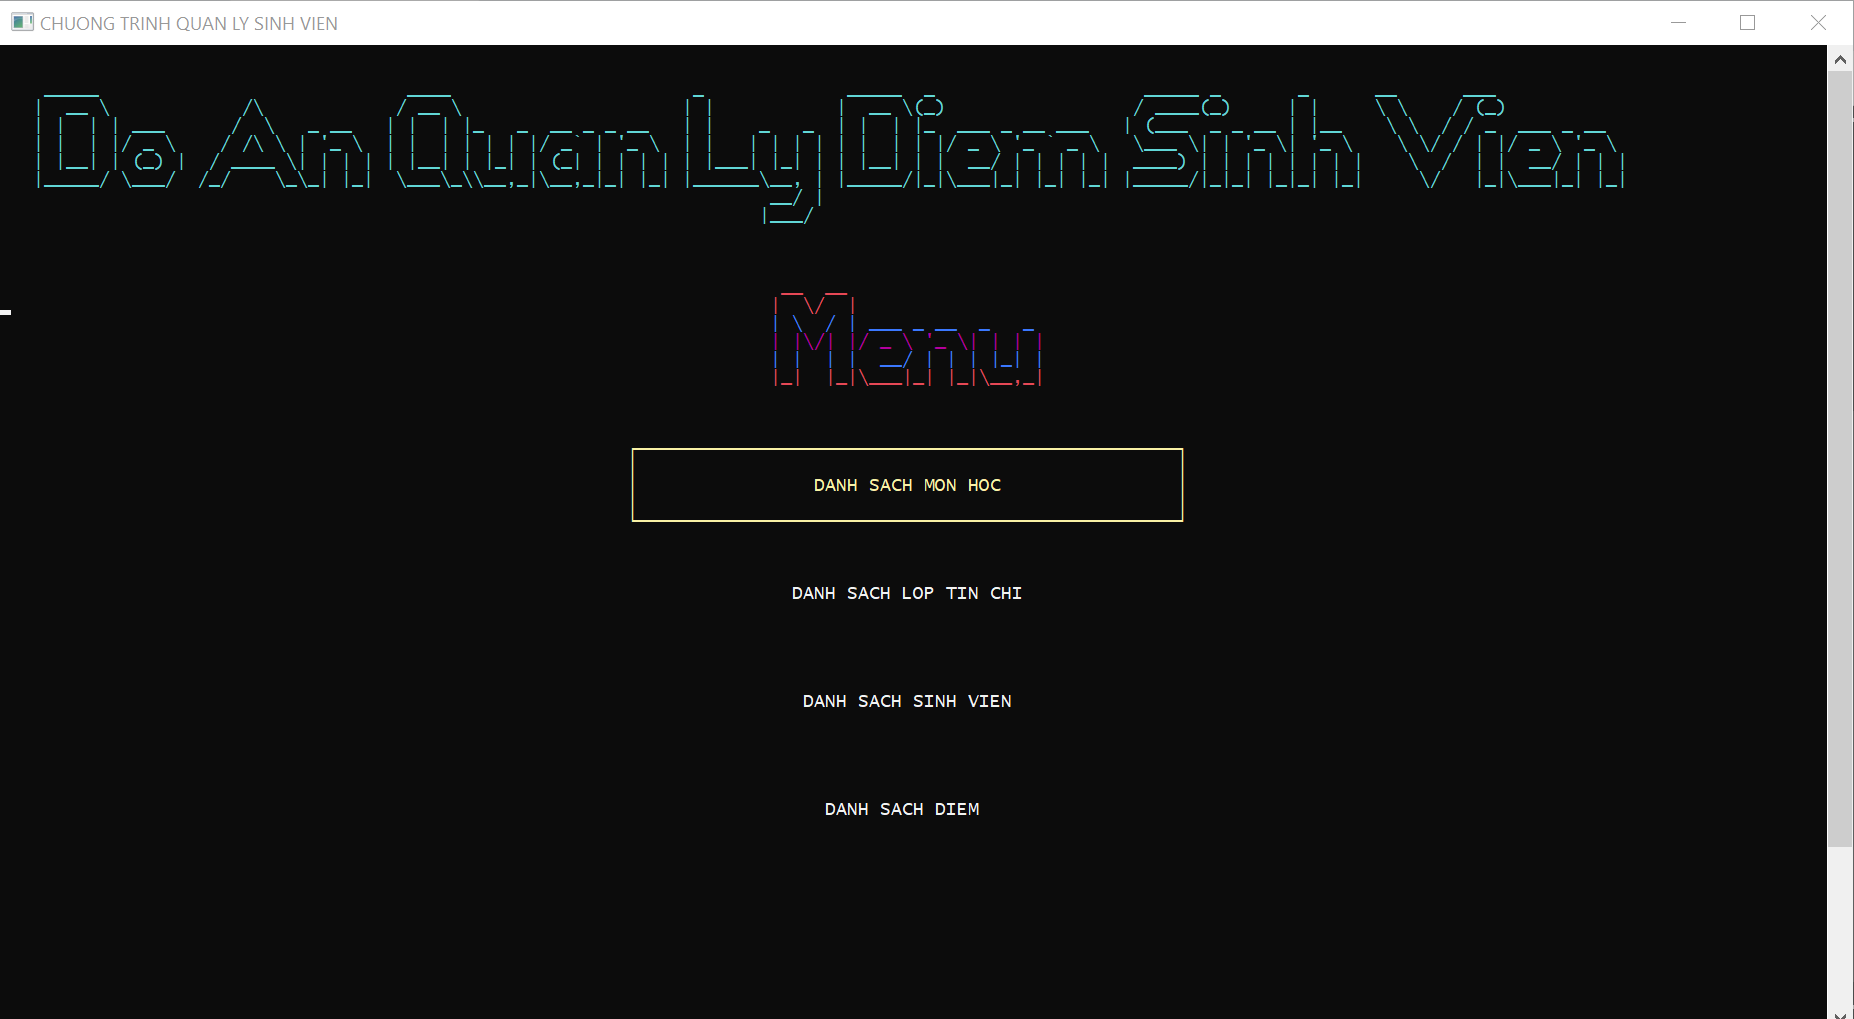 CHUONG TRINH QUAN LY SINH VIEN
Do An Quan Ly Diem Sinh Vien
Menu
DANH SACH MON HOC
DANH SACH LOP TIN CHI
DANH SACH SINH VIEN
DANH SACH DIEM